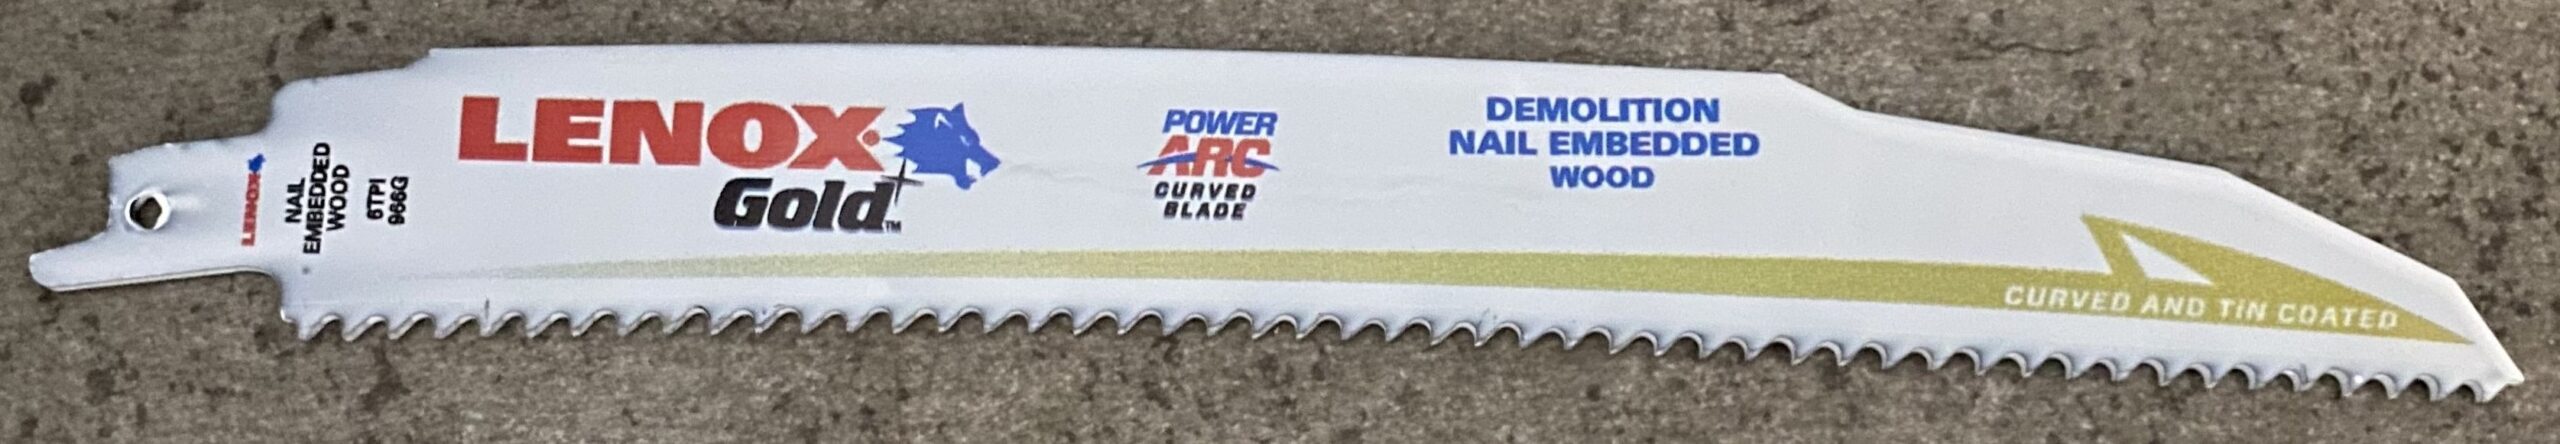 LENOX
NAIL
EMBEDDED
WOOD
6TPI
966G
LENOX
Gold™
POWER
ARC
CURVED
BLADE
DEMOLITION
NAIL EMBEDDED
WOOD
CURVED AND TiN COATED